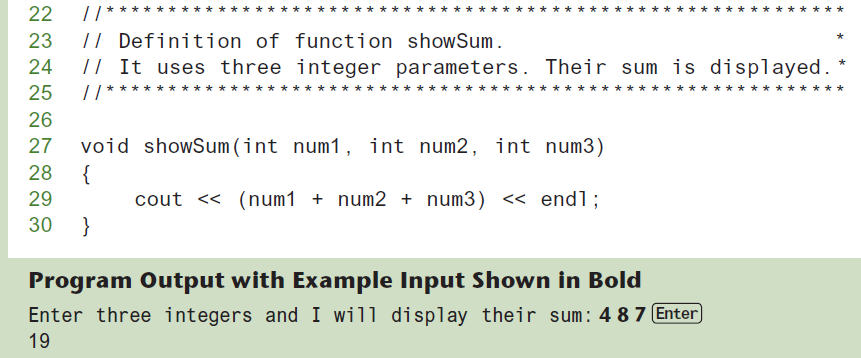 22 //*************************************************************
23 // Definition of function showSum. *
24 // It uses three integer parameters. Their sum is displayed. *
25 //*************************************************************
26
27 void showSum(int num1, int num2, int num3)
28 {
29 cout << (num1 + num2 + num3) << endl;
30 }
Program Output with Example Input Shown in Bold
Enter three integers and I will display their sum: 4 8 7 Enter
19